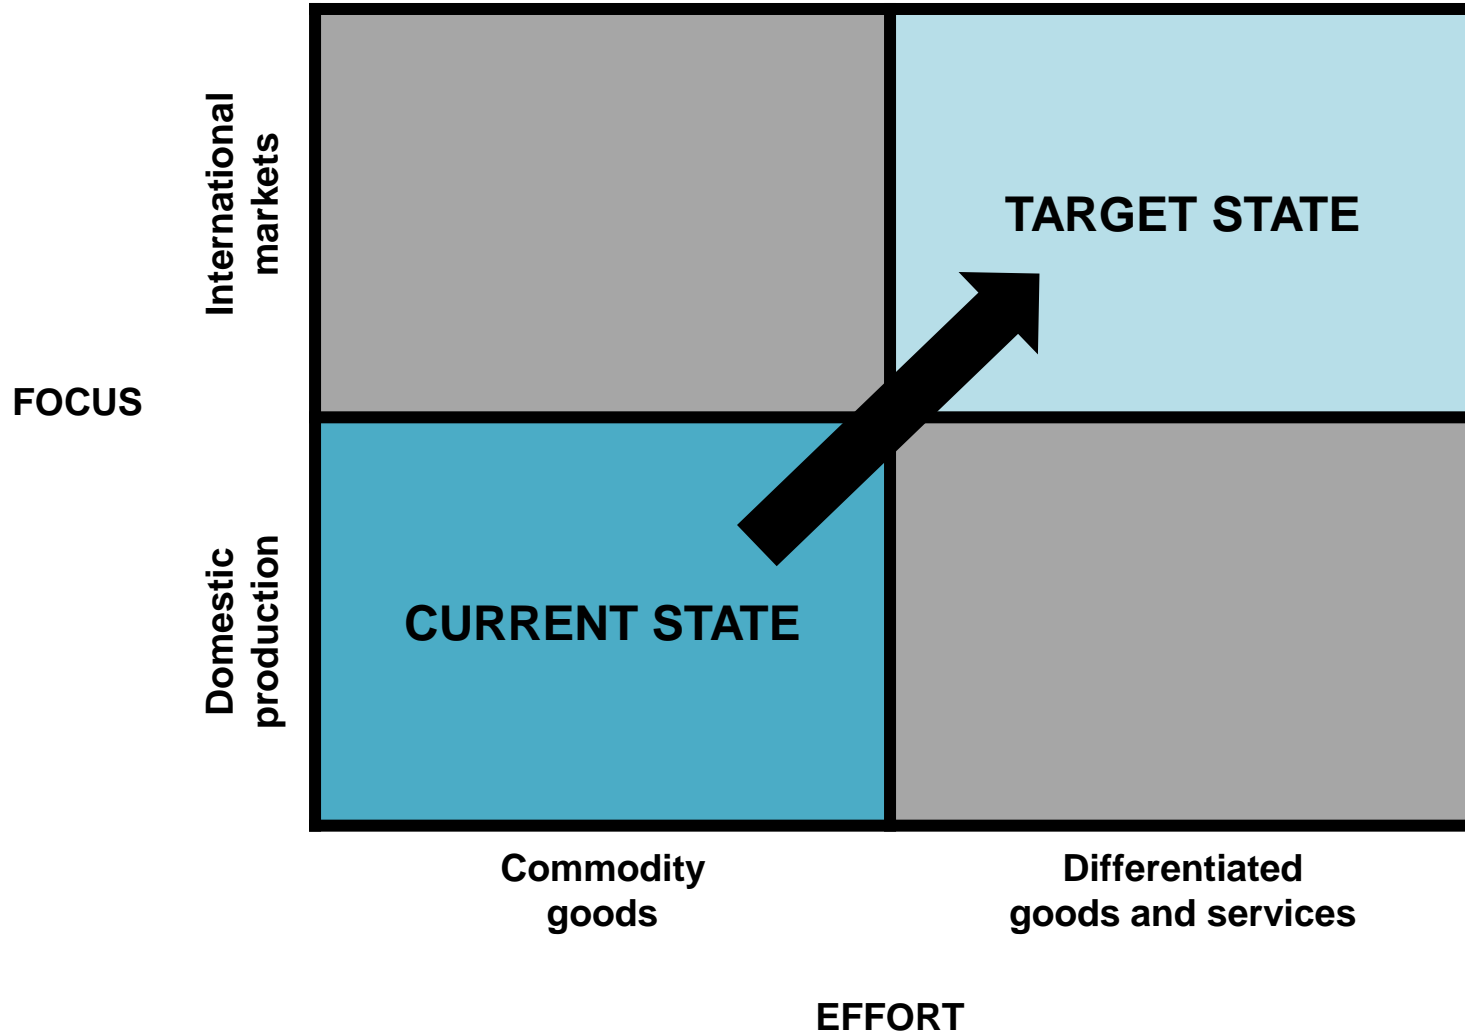 International
markets
TARGET STATE
FOCUS
Domestic
production
CURRENT STATE
Commodity
goods
Differentiated
goods and services
EFFORT